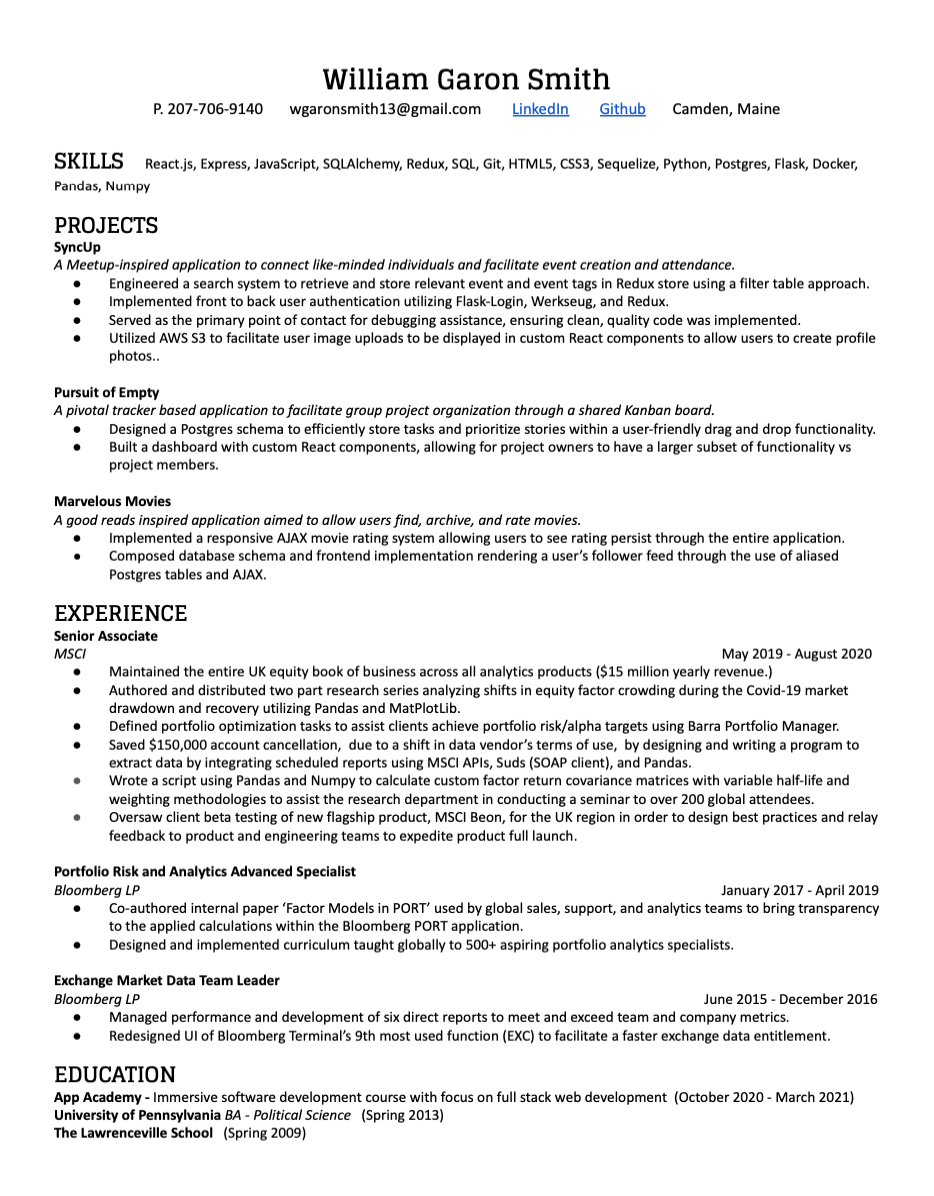 William Garon Smith
P. 207-706-9140 wgaronsmith13@gmail.com LinkedIn Github Camden, Maine
SKILLS React.js, Express, JavaScript, SQLAlchemy, Redux, SQL, Git, HTML5, CSS3, Sequelize, Python, Postgres, Flask, Docker,
Pandas, Numpy
PROJECTS
SyncUp
A Meetup-inspired application to connect like-minded individuals and facilitate event creation and attendance.
● Engineered a search system to retrieve and store relevant event and event tags in Redux store using a filter table approach.
● Implemented front to back user authentication utilizing Flask-Login, Werkseug, and Redux.
● Served as the primary point of contact for debugging assistance, ensuring clean, quality code was implemented.
● Utilized AWS S3 to facilitate user image uploads to be displayed in custom React components to allow users to create profile
photos..
Pursuit of Empty
A pivotal tracker based application to facilitate group project organization through a shared Kanban board.
● Designed a Postgres schema to efficiently store tasks and prioritize stories within a user-friendly drag and drop functionality.
● Built a dashboard with custom React components, allowing for project owners to have a larger subset of functionality vs
project members.
Marvelous Movies
A good reads inspired application aimed to allow users find, archive, and rate movies.
● Implemented a responsive AJAX movie rating system allowing users to see rating persist through the entire application.
● Composed database schema and frontend implementation rendering a user's follower feed through the use of aliased
Postgres tables and AJAX.
EXPERIENCE
Senior Associate
MSCI May 2019 - August 2020
● Maintained the entire UK equity book of business across all analytics products ($15 million yearly revenue.)
● Authored and distributed two part research series analyzing shifts in equity factor crowding during the Covid-19 market
drawdown and recovery utilizing Pandas and MatPlotLib.
● Defined portfolio optimization tasks to assist clients achieve portfolio risk/alpha targets using Barra Portfolio Manager.
● Saved $150,000 account cancellation, due to a shift in data vendor's terms of use, by designing and writing a program to
extract data by integrating scheduled reports using MSCI APIs, Suds (SOAP client), and Pandas.
● Wrote a script using Pandas and Numpy to calculate custom factor return covariance matrices with variable half-life and
weighting methodologies to assist the research department in conducting a seminar to over 200 global attendees.
● Oversaw client beta testing of new flagship product, MSCI Beon, for the UK region in order to design best practices and relay
feedback to product and engineering teams to expedite product full launch.
Portfolio Risk and Analytics Advanced Specialist
Bloomberg LP January 2017 - April 2019
● Co-authored internal paper 'Factor Models in PORT' used by global sales, support, and analytics teams to bring transparency
to the applied calculations within the Bloomberg PORT application.
● Designed and implemented curriculum taught globally to 500+ aspiring portfolio analytics specialists.
Exchange Market Data Team Leader
Bloomberg LP June 2015 - December 2016
● Managed performance and development of six direct reports to meet and exceed team and company metrics.
● Redesigned UI of Bloomberg Terminal's 9th most used function (EXC) to facilitate a faster exchange data entitlement.
EDUCATION
App Academy - Immersive software development course with focus on full stack web development (October 2020 - March 2021)
University of Pennsylvania BA - Political Science (Spring 2013)
The Lawrenceville School (Spring 2009)